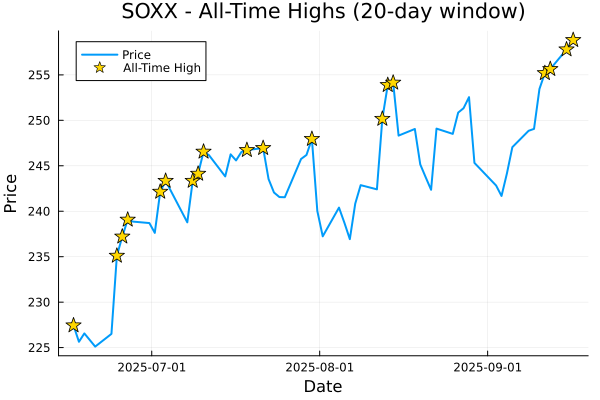 SOXX - All-Time Highs (20-day window)
Price
All-Time High
Price
255
250
245
240
235
230
225
2025-07-01
2025-08-01
2025-09-01
Date